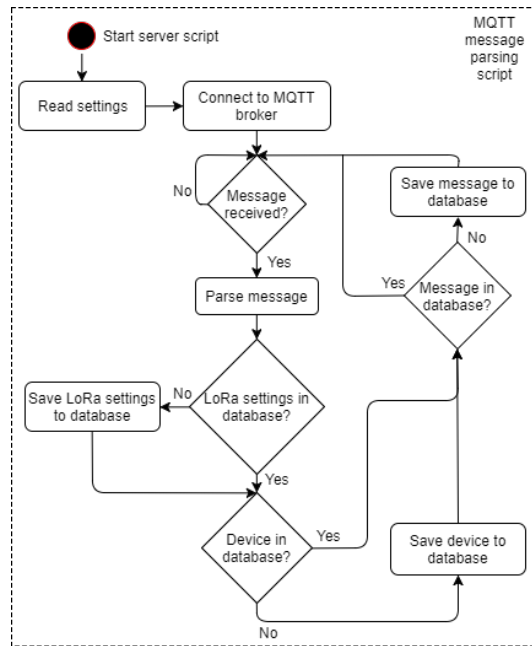 MQTT
message
parsing
script
Start server script
Read settings
Connect to MQTT
broker
No
Message
received?
Save message to
database
No
Yes
Parse message
Yes
Message in
database?
Save LoRa settings
to database
No
LoRa settings in
database?
Yes
Device in
database?
Yes
Save device to
database
No